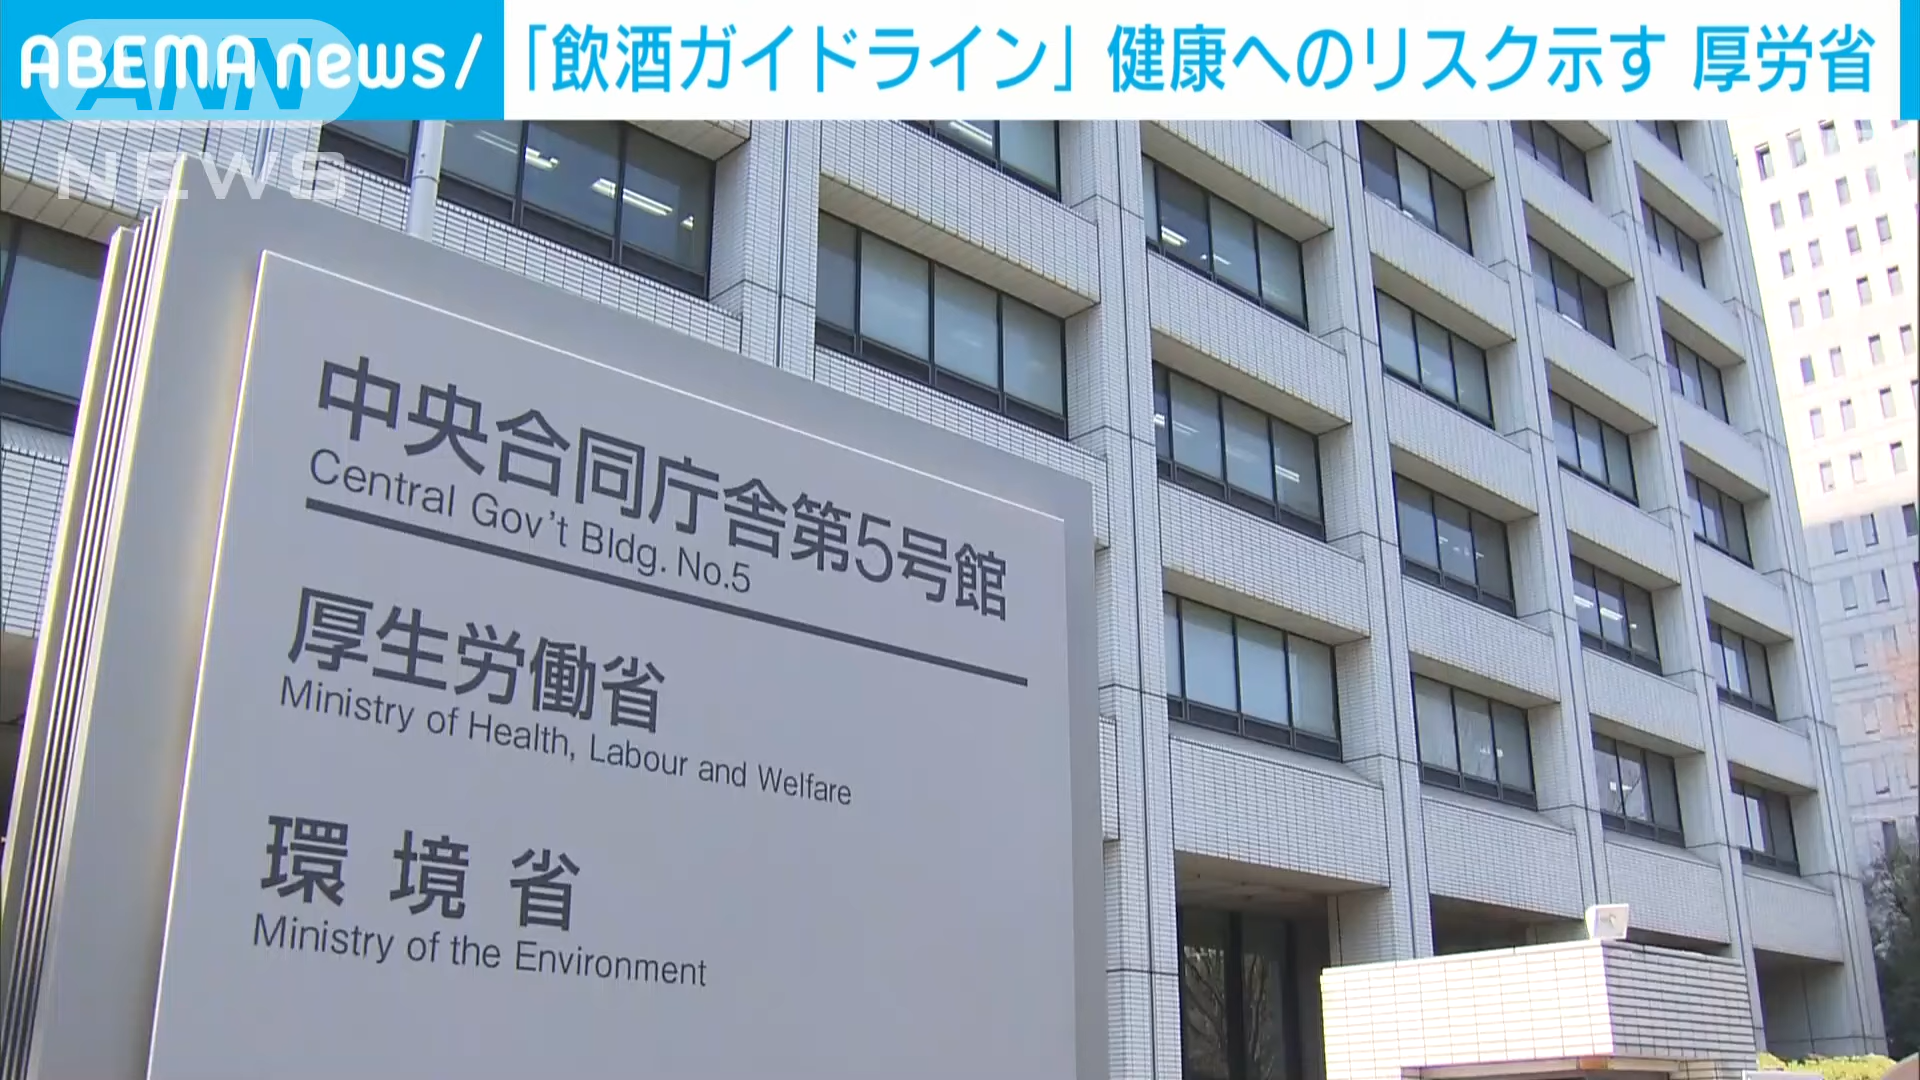 ABEMA news/
ANN
NEWS
「飲酒ガイドライン」健康へのリスク示す 厚労省
中央合同庁舎第5号館
Central Gov't Bldg. No.5
厚生労働省
Ministry of Health, Labour and Welfare
環境省
Ministry of the Environment